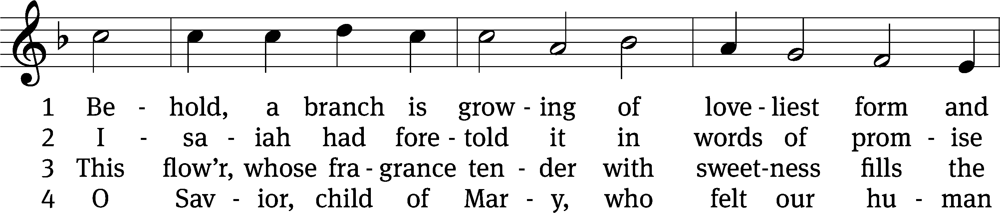 1 Be - hold, a branch is grow - ing of love - liest form and
2 I - sa - iah had fore - told it in words of prom - ise
3 This flow’r, whose fra - grance ten - der with sweet-ness fills the
4 O Sav - ior, child of Mar - y, who felt our hu - man